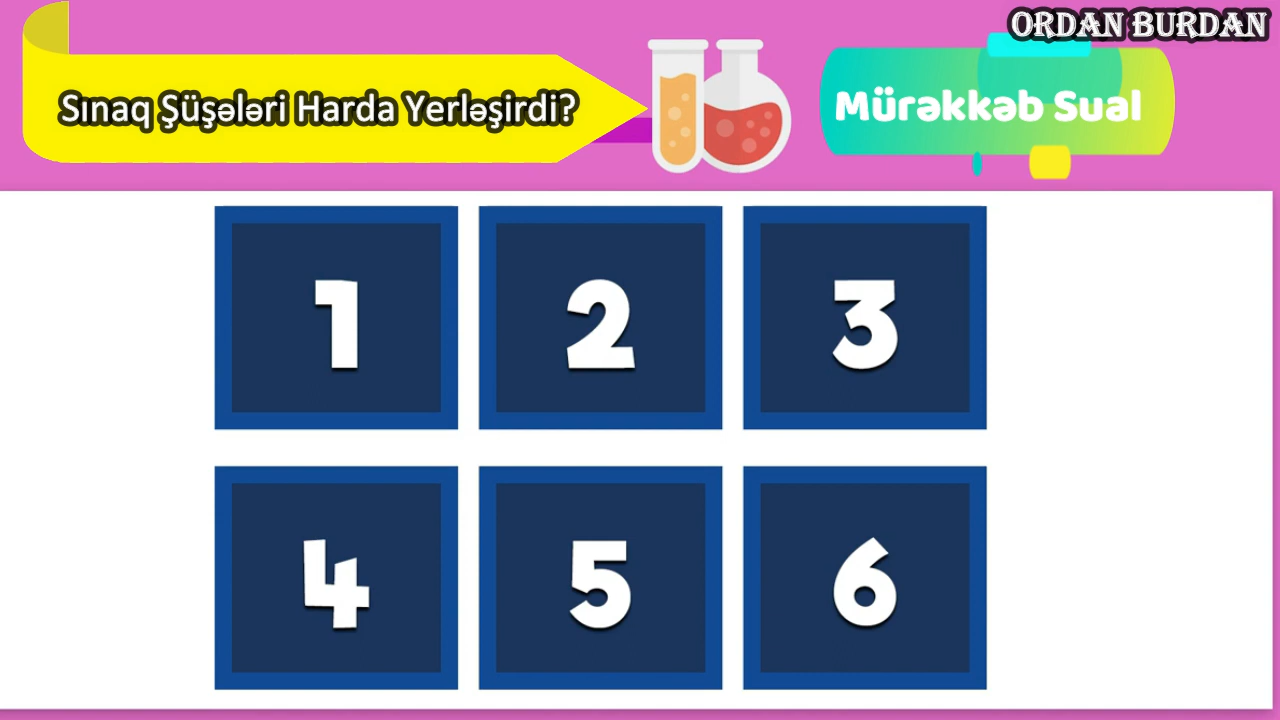 ORDAN BURDAN
Sınaq Şüşələri Harda Yerləşirdi?
Mürəkkəb Sual
1 2 3
4 5 6